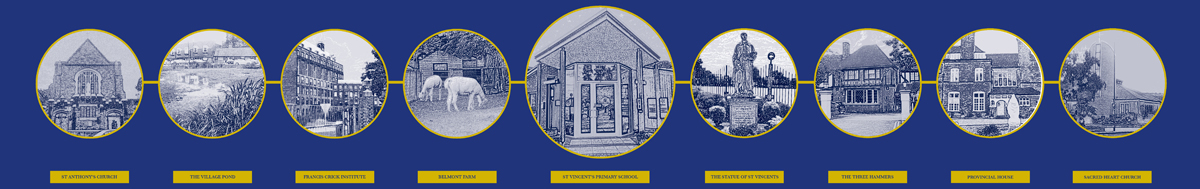 ST ANTHONY'S CHURCH
THE VILLAGE POND
FRANCIS CRICK INSTITUTE
BELMONT FARM
ST VINCENT'S PRIMARY SCHOOL
THE STATUE OF ST VINCENTS
THE THREE HAMMERS
PROVINCIAL HOUSE
SACRED HEART CHURCH